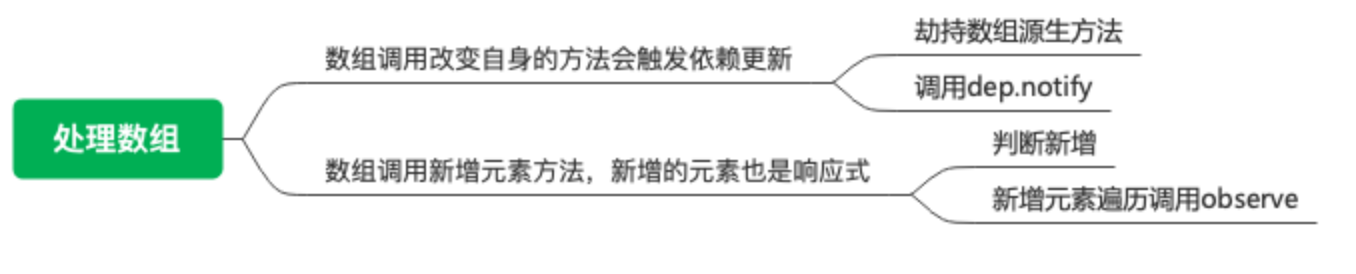 处理数组
数组调用改变自身的方法会触发依赖更新
劫持数组源生方法
调用dep.notify
数组调用新增元素方法，新增的元素也是响应式
判断新增
新增元素遍历调用observe